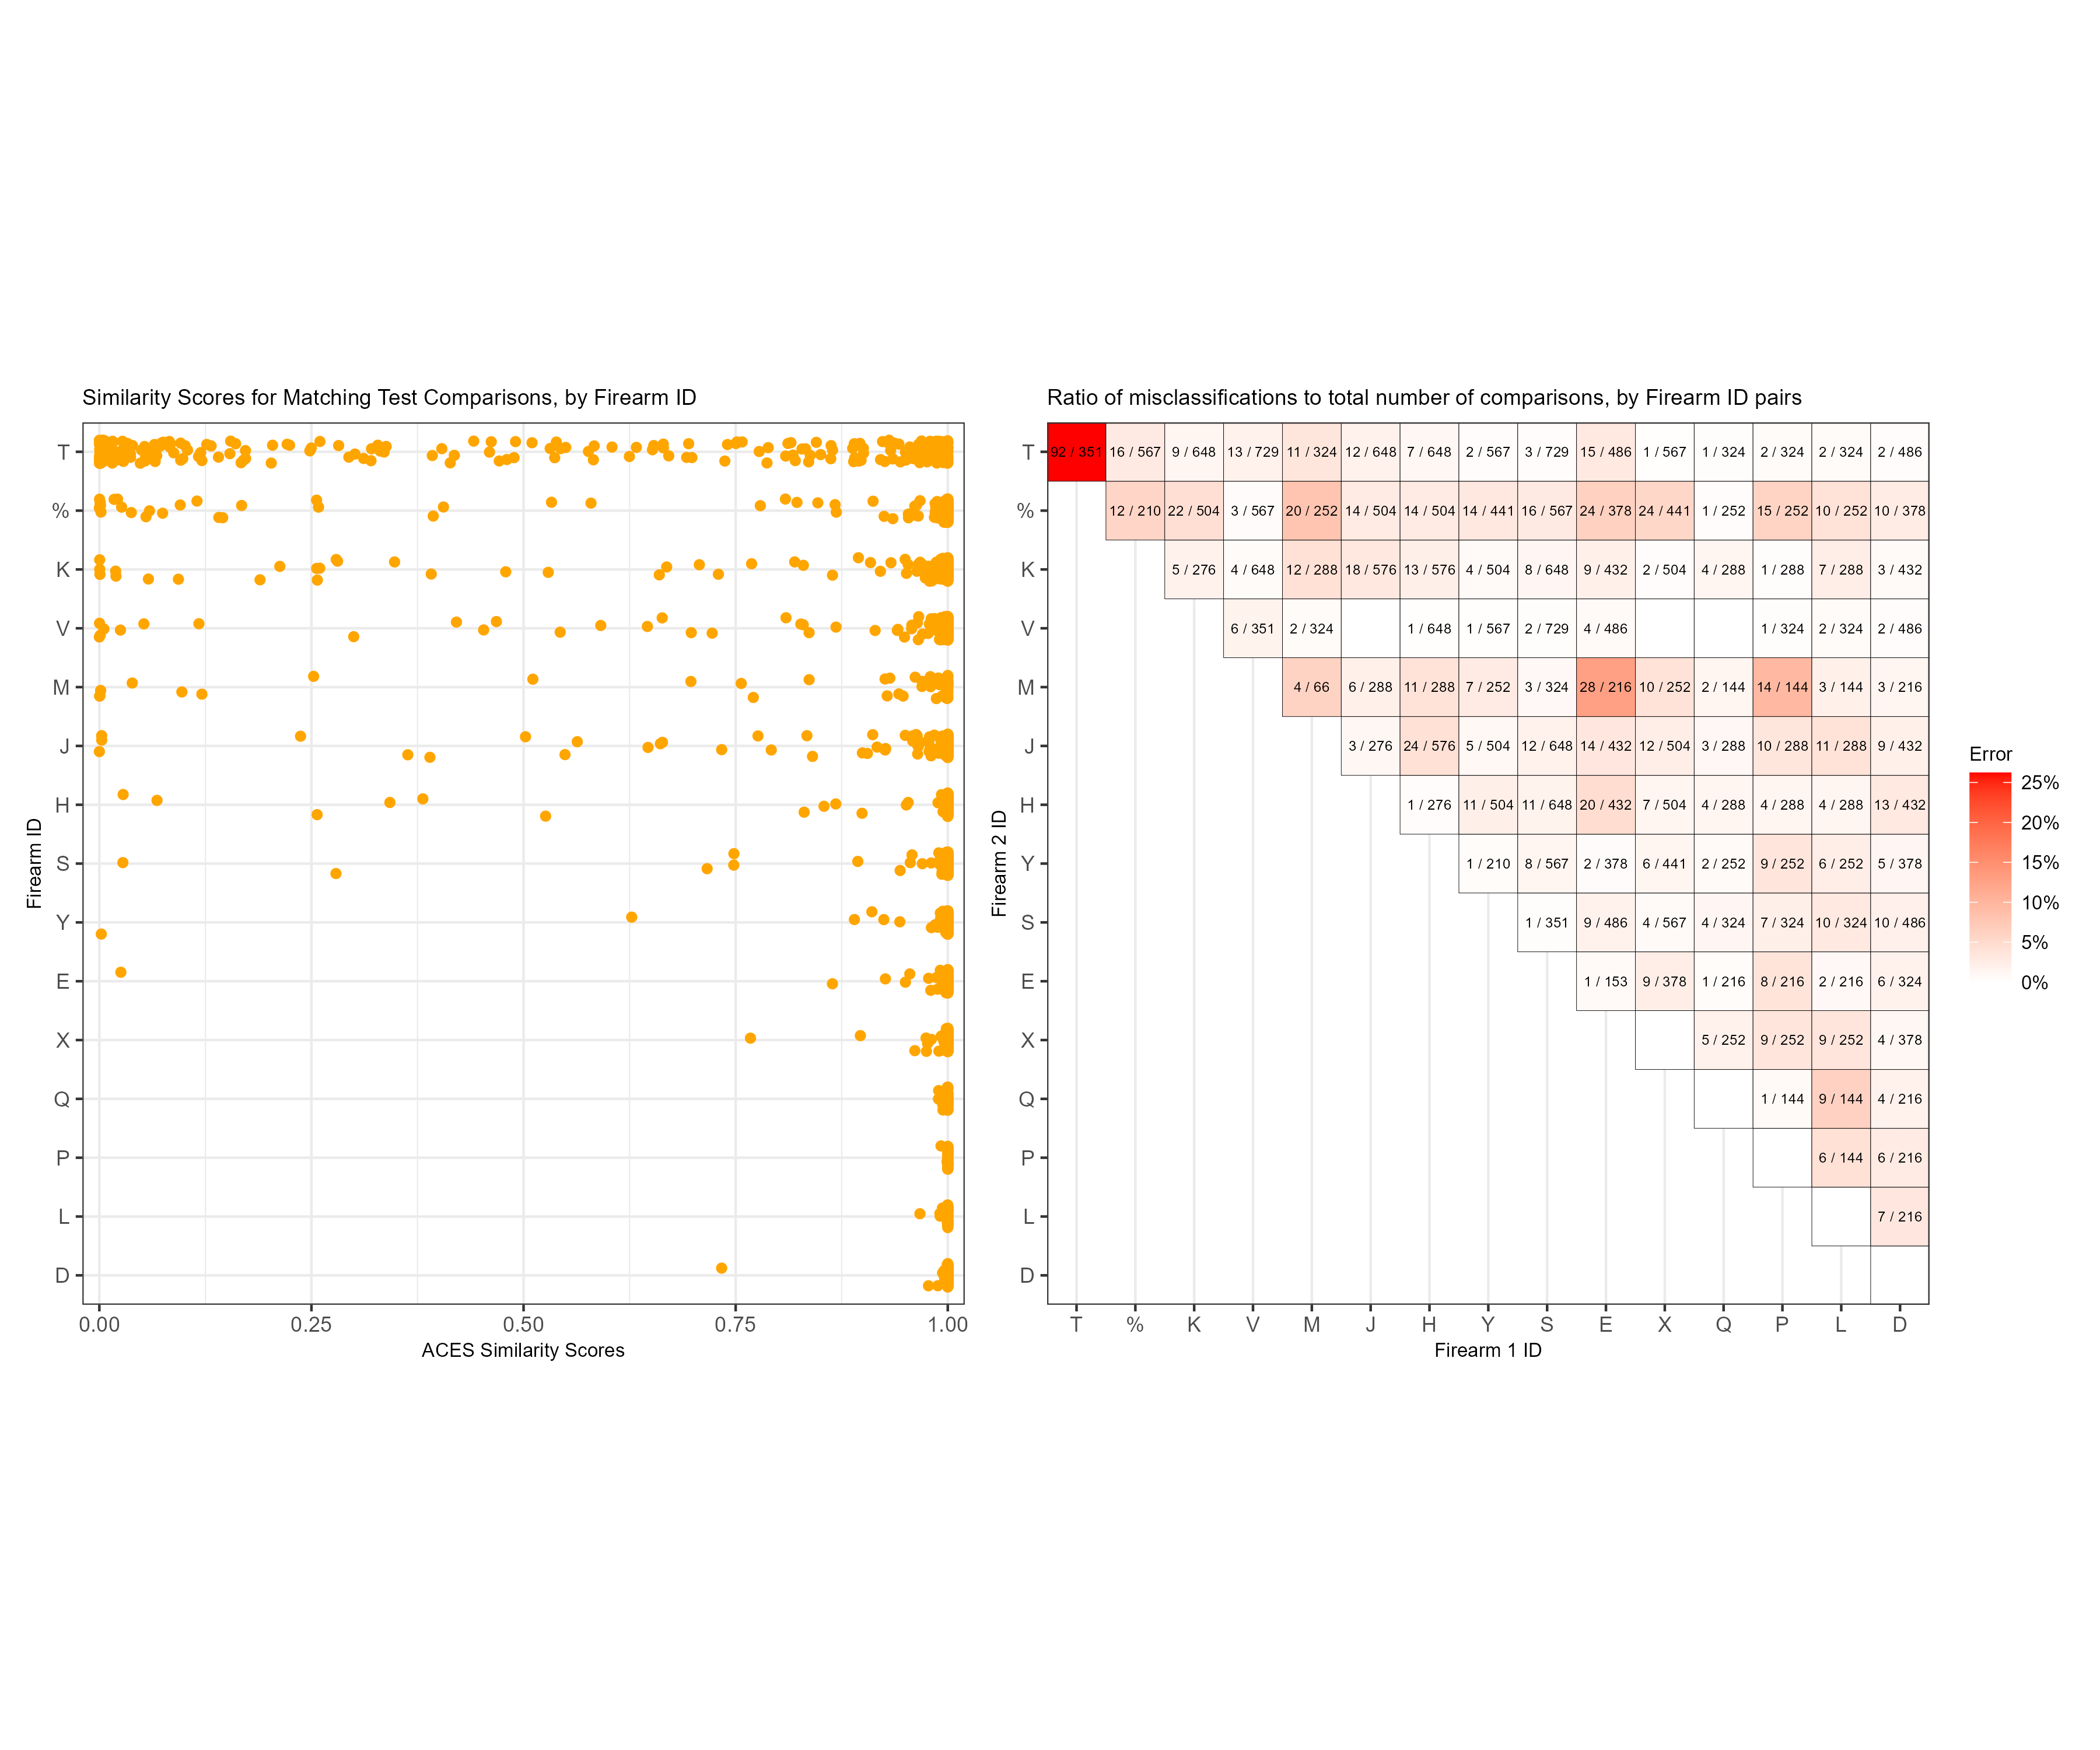 Similarity Scores for Matching Test Comparisons, by Firearm ID
Firearm ID
T
%
K
V
M
J
H
S
Y
E
X
Q
P
L
D
0.00 0.25 0.50 0.75 1.00
ACES Similarity Scores
Ratio of misclassifications to total number of comparisons, by Firearm ID pairs
Firearm 2 ID
T 92 / 351 16 / 567 9 / 648 13 / 729 11 / 324 12 / 648 7 / 648 2 / 567 3 / 729 15 / 486 1 / 567 1 / 324 2 / 324 2 / 324 2 / 486
% 12 / 210 22 / 504 3 / 567 20 / 252 14 / 504 14 / 504 14 / 441 16 / 567 24 / 378 24 / 441 1 / 252 15 / 252 10 / 252 10 / 378
K 5 / 276 4 / 648 12 / 288 18 / 576 13 / 576 4 / 504 8 / 648 9 / 432 2 / 504 4 / 288 1 / 288 7 / 288 3 / 432
V 6 / 351 2 / 324 1 / 648 1 / 567 2 / 729 4 / 486 1 / 324 2 / 324 2 / 486
M 4 / 66 6 / 288 11 / 288 7 / 252 3 / 324 28 / 216 10 / 252 2 / 144 14 / 144 3 / 144 3 / 216
J 3 / 276 24 / 576 5 / 504 12 / 648 14 / 432 12 / 504 3 / 288 10 / 288 11 / 288 9 / 432
H 1 / 276 11 / 504 11 / 648 20 / 432 7 / 504 4 / 288 4 / 288 4 / 288 13 / 432
Y 1 / 210 8 / 567 2 / 378 6 / 441 2 / 252 9 / 252 6 / 252 5 / 378
S 1 / 351 9 / 486 4 / 567 4 / 324 7 / 324 10 / 324 10 / 486
E 1 / 153 9 / 378 1 / 216 8 / 216 2 / 216 6 / 324
X 5 / 252 9 / 252 9 / 252 4 / 378
Q 1 / 144 9 / 144 4 / 216
P 6 / 144 6 / 216
L 7 / 216
D
T % K V M J H Y S E X Q P L D
Firearm 1 ID
Error
25%
20%
15%
10%
5%
0%